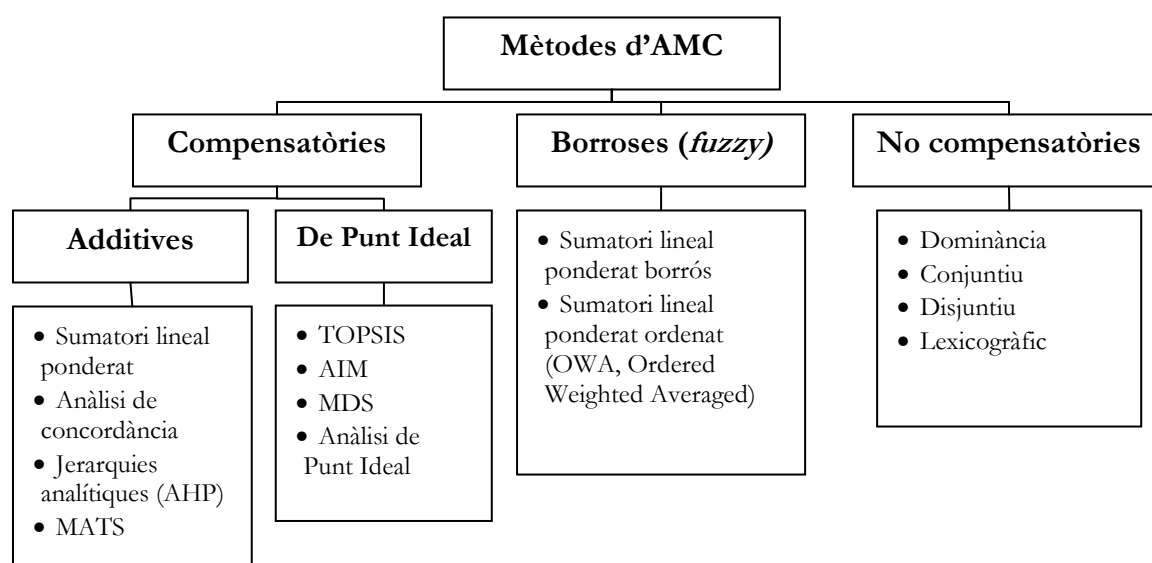 Mètodes d’AMC
Compensatòries
Borroses (fuzzy)
No compensatòries
Additives
De Punt Ideal
• Sumatori lineal
ponderat
• Anàlisi de
concordància
• Jerarquies
analítiques (AHP)
• MATS
• TOPSIS
• AIM
• MDS
• Anàlisi de
Punt Ideal
• Sumatori lineal
ponderat borrós
• Sumatori lineal
ponderat ordenat
(OWA, Ordered
Weighted Averaged)
• Dominància
• Conjuntiu
• Disjuntiu
• Lexicogràfic